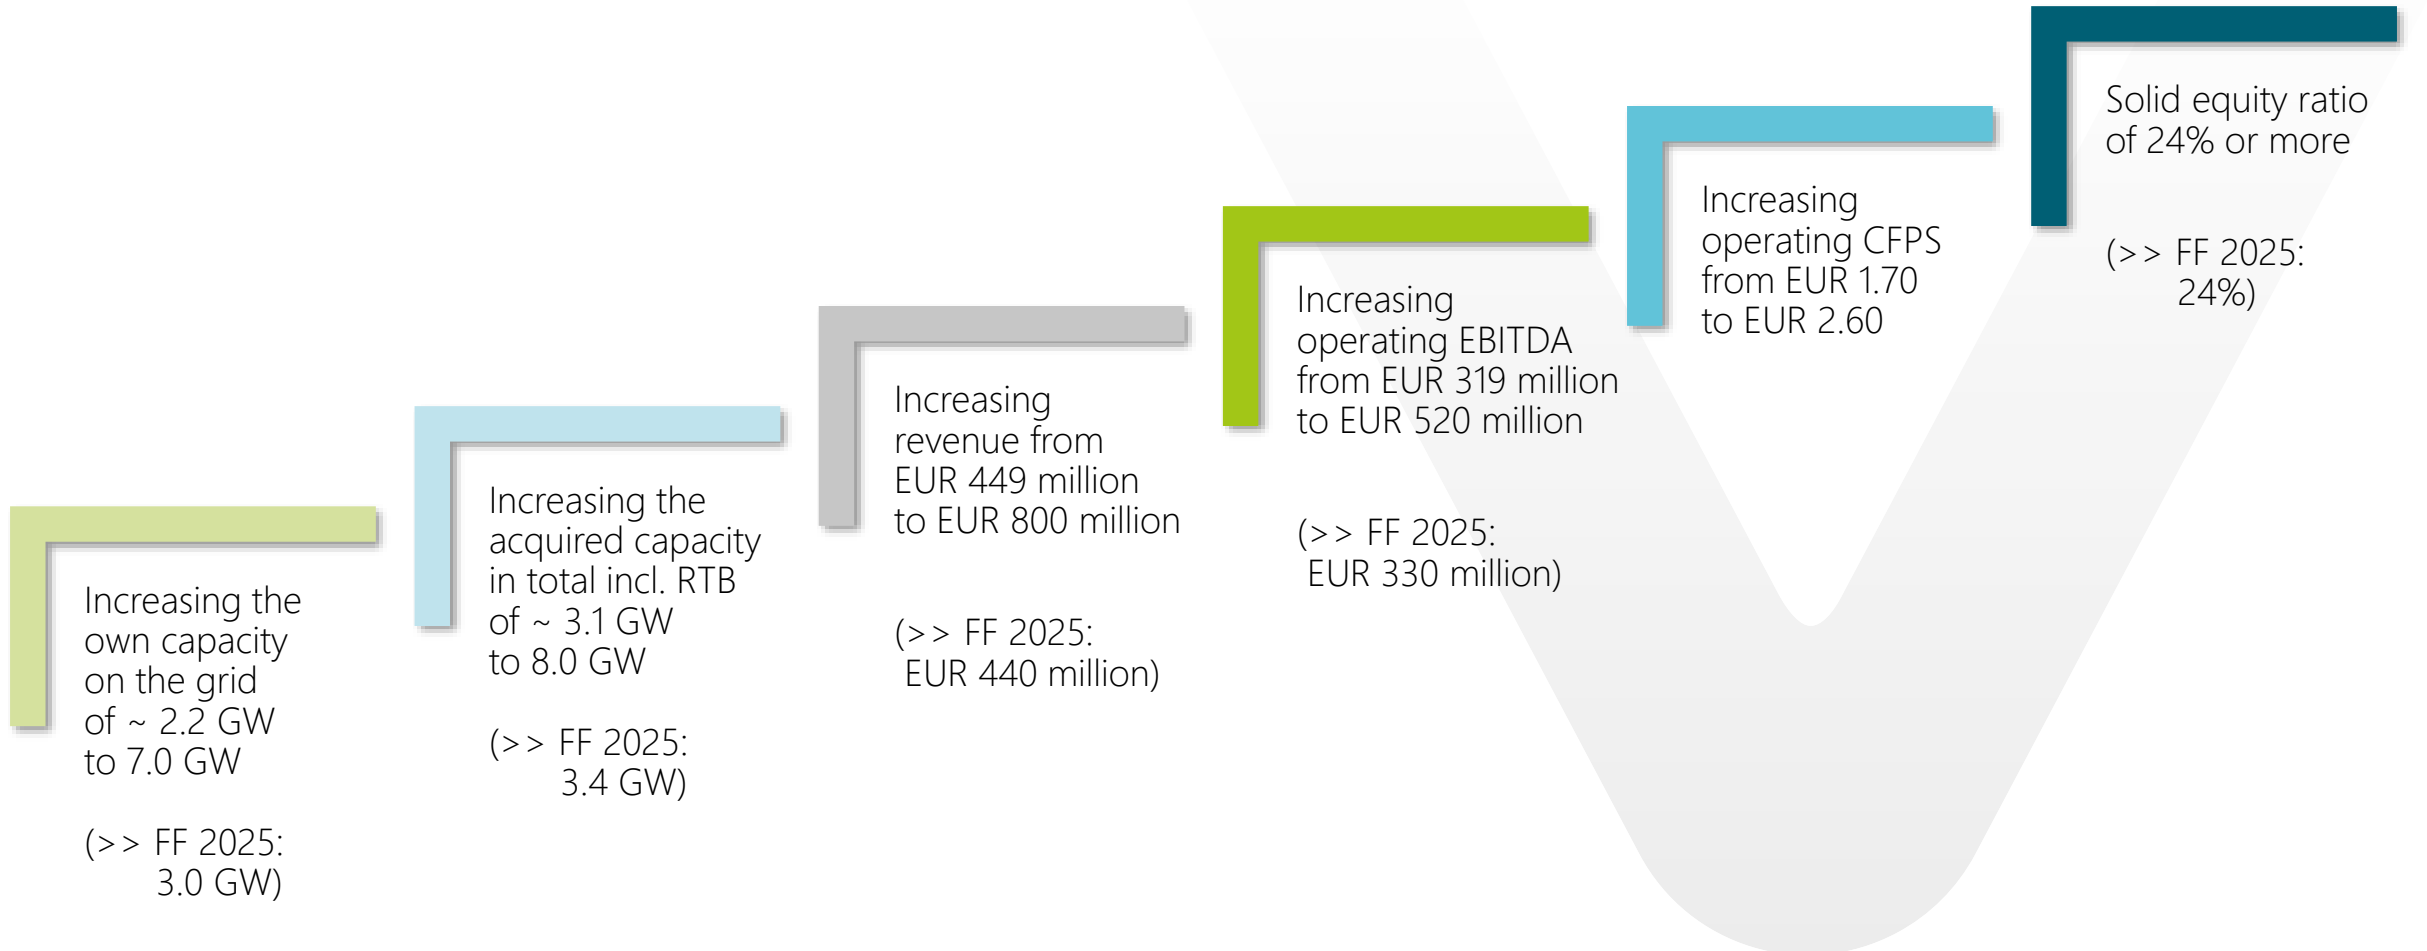 Increasing the
own capacity
on the grid
of ~ 2.2 GW
to 7.0 GW
(>> FF 2025:
3.0 GW)
Increasing the
acquired capacity
in total incl. RTB
of ~ 3.1 GW
to 8.0 GW
(>> FF 2025:
3.4 GW)
Increasing
revenue from
EUR 449 million
to EUR 800 million
(>> FF 2025:
EUR 440 million)
Increasing
operating EBITDA
from EUR 319 million
to EUR 520 million
(>> FF 2025:
EUR 330 million)
Increasing
operating CFPS
from EUR 1.70
to EUR 2.60
Solid equity ratio
of 24% or more
(>> FF 2025:
24%)